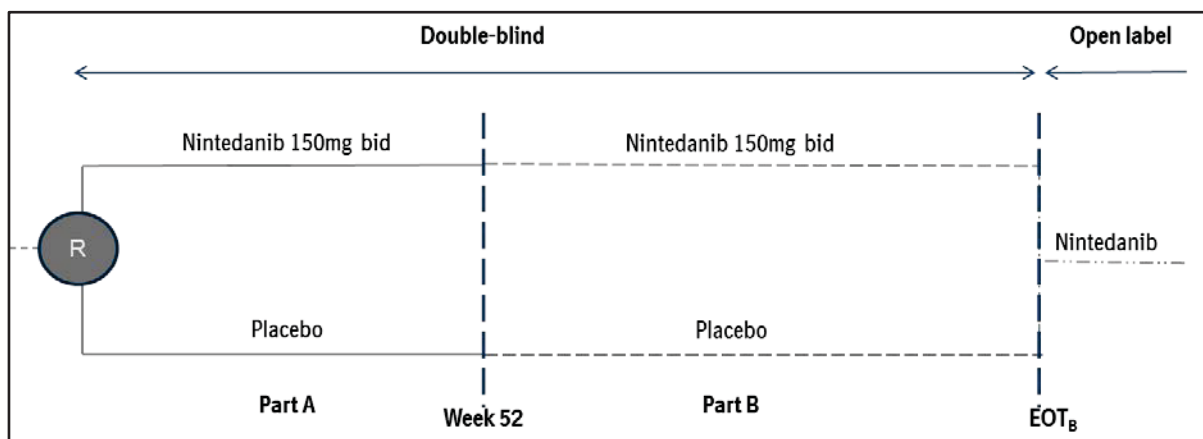 Double-blind
Open label
Nintedanib 150mg bid
Nintedanib 150mg bid
R
Nintedanib
Placebo
Placebo
Part A
Week 52
Part B
EOTB